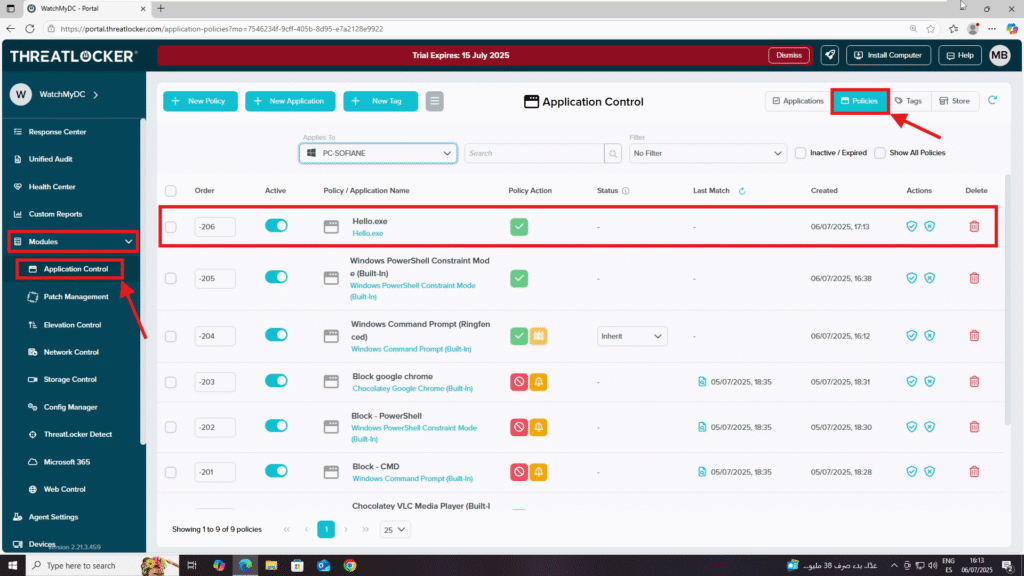 WatchMyDC - Portal
https://portal.threatlocker.com/application-policies?mo=7546234f-9cff-405b-8d95-e7a2128e9922
THREATLOCKER
Trial Expires: 15 July 2025
Dismiss
Install Computer
Help
MB
W
WatchMyDC
Response Center
Unified Audit
Health Center
Custom Reports
Modules
Application Control
Patch Management
Elevation Control
Network Control
Storage Control
Config Manager
ThreatLocker Detect
Microsoft 365
Web Control
Agent Settings
Devices
Version 2.21.3.459
New Policy
New Application
New Tag
Application Control
Applications
Policies
Tags
Store
Applies To
PC-SOFIANE
Search
Filter
No Filter
Inactive / Expired
Show All Policies
Order
Active
Policy / Application Name
Policy Action
Status
Last Match
Created
Actions
Delete
-206
Hello.exe
Hello.exe
-
-
06/07/2025, 17:13
-205
Windows PowerShell Constraint Mod
e (Built-In)
Windows PowerShell Constraint Mode
(Built-In)
-
-
06/07/2025, 16:38
-204
Windows Command Prompt (Ringfen
ced)
Windows Command Prompt (Built-In)
Inherit
-
06/07/2025, 16:12
-203
Block google chrome
Chocolatey Google Chrome (Built-In)
-
05/07/2025, 18:35
05/07/2025, 18:31
-202
Block - PowerShell
Windows PowerShell Constraint Mode
(Built-In)
-
05/07/2025, 18:35
05/07/2025, 18:30
-201
Block - CMD
Windows Command Prompt (Built-In)
-
05/07/2025, 18:35
05/07/2025, 18:28
Chocolatey VLC Media Player (Built-I
Showing 1 to 9 of 9 policies
1
25
Type here to search
عدّاد بدء صرف 38 مليو...
ENG
ES
16:13
06/07/2025
2